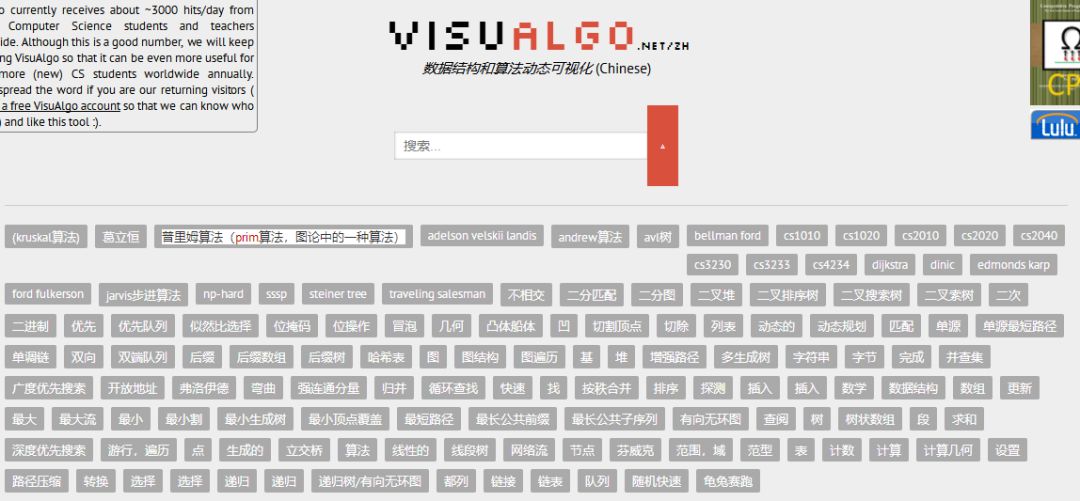 o currently receives about ~3000 hits/day from
Computer Science students and teachers
ide. Although this is a good number, we will keep
ng VisuAlgo so that it can be even more useful for
more (new) CS students worldwide annually.
spread the word if you are our returning visitors (
a free VisuAlgo account so that we can know who
) and like this tool :).
VISUALGO.NET/ZH
数据结构和算法动态可视化 (Chinese)
搜索...
CP
Lulu
(kruskal算法) 葛立恒 普里姆算法（prim算法，图论中的一种算法） adelson velskii landis andrew算法 avl树 bellman ford cs1010 cs1020 cs2010 cs2020 cs2040
cs3230 cs3233 cs4234 dijkstra dinic edmonds karp
ford fulkerson jarvis步进算法 np-hard sssp steiner tree traveling salesman 不相交 二分匹配 二分图 二叉堆 二叉排序树 二叉搜索树 二叉索树 二次
二进制 优先 优先队列 似然比选择 位掩码 位操作 冒泡 几何 凸体船体 凹 切割顶点 切除 列表 动态的 动态规划 匹配 单源 单源最短路径
单调链 双向 双端队列 后缀 后缀数组 后缀树 哈希表 图 图结构 图遍历 基 堆 增强路径 多生成树 字符串 字节 完成 并查集
广度优先搜索 开放地址 弗洛伊德 弯曲 强连通分量 归并 循环查找 快速 找 按秩合并 排序 探测 插入 插入 数学 数据结构 数组 更新
最大 最大流 最小 最小割 最小生成树 最小顶点覆盖 最短路径 最长公共前缀 最长公共子序列 有向无环图 查阅 树 树状数组 段 求和
深度优先搜索 游行，遍历 点 生成的 立交桥 算法 线性的 线段树 网络流 节点 芬威克 范围，域 范型 表 计数 计算 计算几何 设置
路径压缩 转换 选择 选择 递归 递归 递归树/有向无环图 都列 链接 链表 队列 随机快速 龟兔赛跑